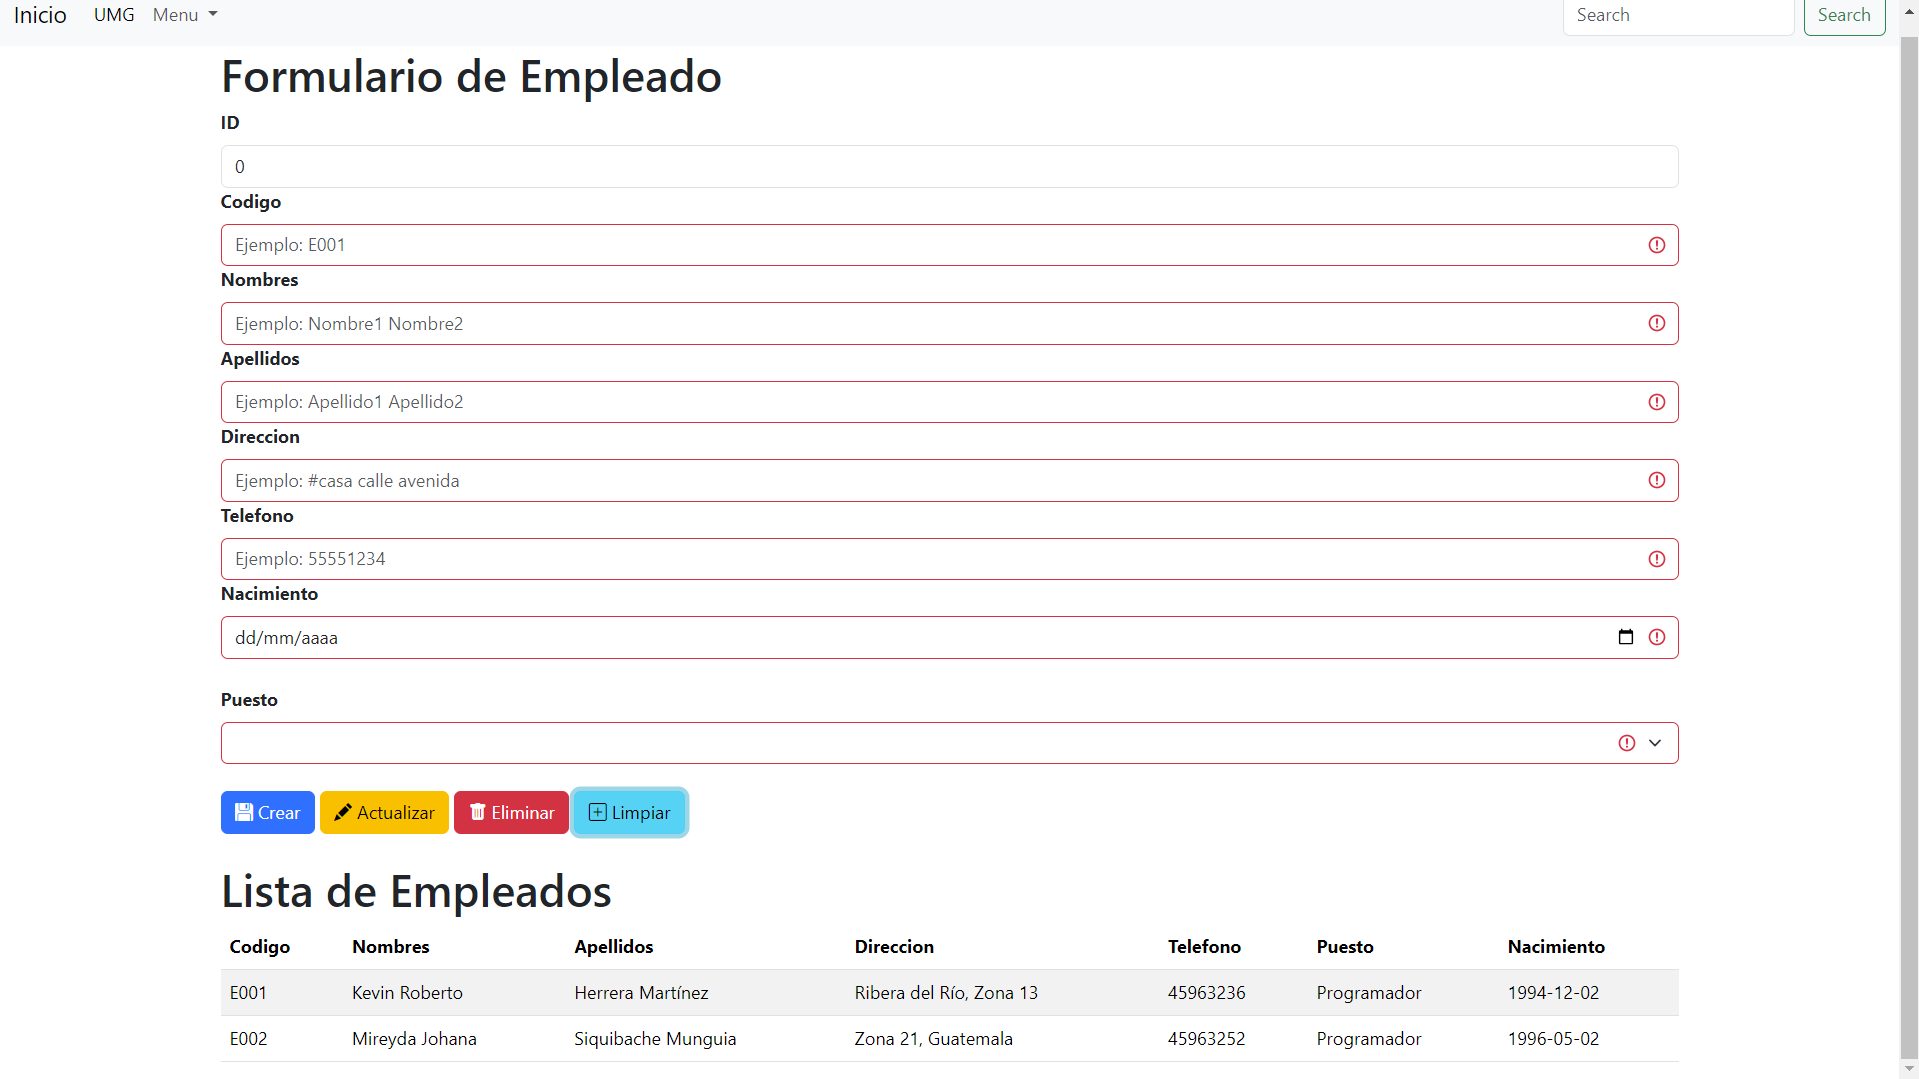 Inicio UMG Menu Search Search
Formulario de Empleado
ID
0
Codigo
Ejemplo: E001
Nombres
Ejemplo: Nombre1 Nombre2
Apellidos
Ejemplo: Apellido1 Apellido2
Direccion
Ejemplo: #casa calle avenida
Telefono
Ejemplo: 55551234
Nacimiento
dd/mm/aaaa
Puesto
Crear Actualizar Eliminar Limpiar
Lista de Empleados
Codigo Nombres Apellidos Direccion Telefono Puesto Nacimiento
E001 Kevin Roberto Herrera Martínez Ribera del Río, Zona 13 45963236 Programador 1994-12-02
E002 Mireyda Johana Siquibache Munguia Zona 21, Guatemala 45963252 Programador 1996-05-02